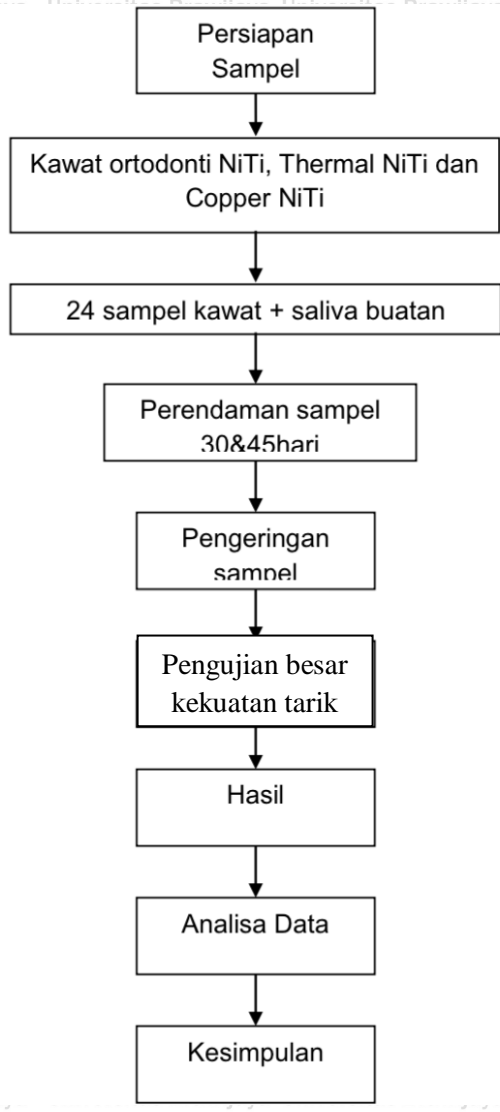 Persiapan
Sampel
Kawat ortodonti NiTi, Thermal NiTi dan
Copper NiTi
24 sampel kawat + saliva buatan
Perendaman sampel
30&45hari
Pengeringan
sampel
Pengujian besar
kekuatan tarik
Hasil
Analisa Data
Kesimpulan